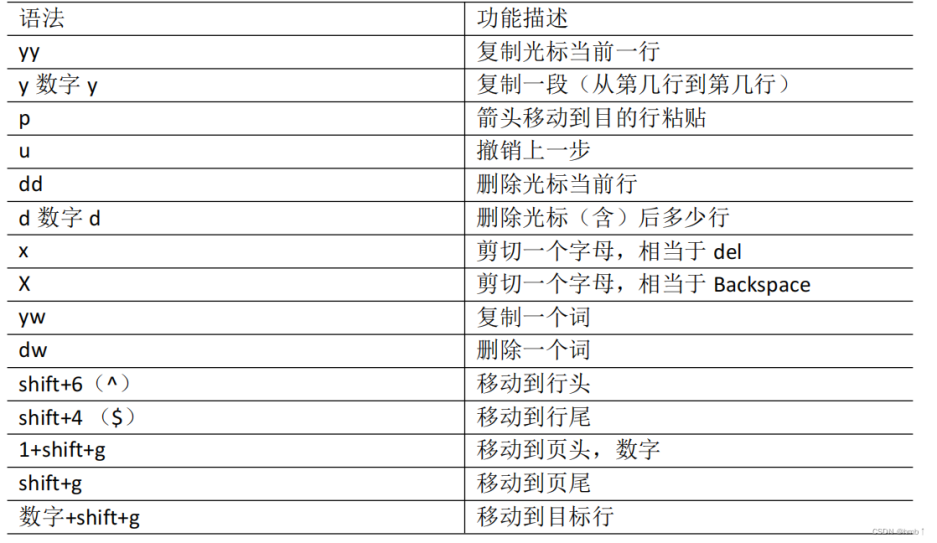 语法 功能描述
yy 复制光标当前一行
y 数字 y 复制一段（从第几行到第几行）
p 箭头移动到目的行粘贴
u 撤销上一步
dd 删除光标当前行
d 数字 d 删除光标（含）后多少行
x 剪切一个字母，相当于 del
X 剪切一个字母，相当于 Backspace
yw 复制一个词
dw 删除一个词
shift+6（^） 移动到行头
shift+4 （$） 移动到行尾
1+shift+g 移动到页头，数字
shift+g 移动到页尾
数字+shift+g 移动到目标行